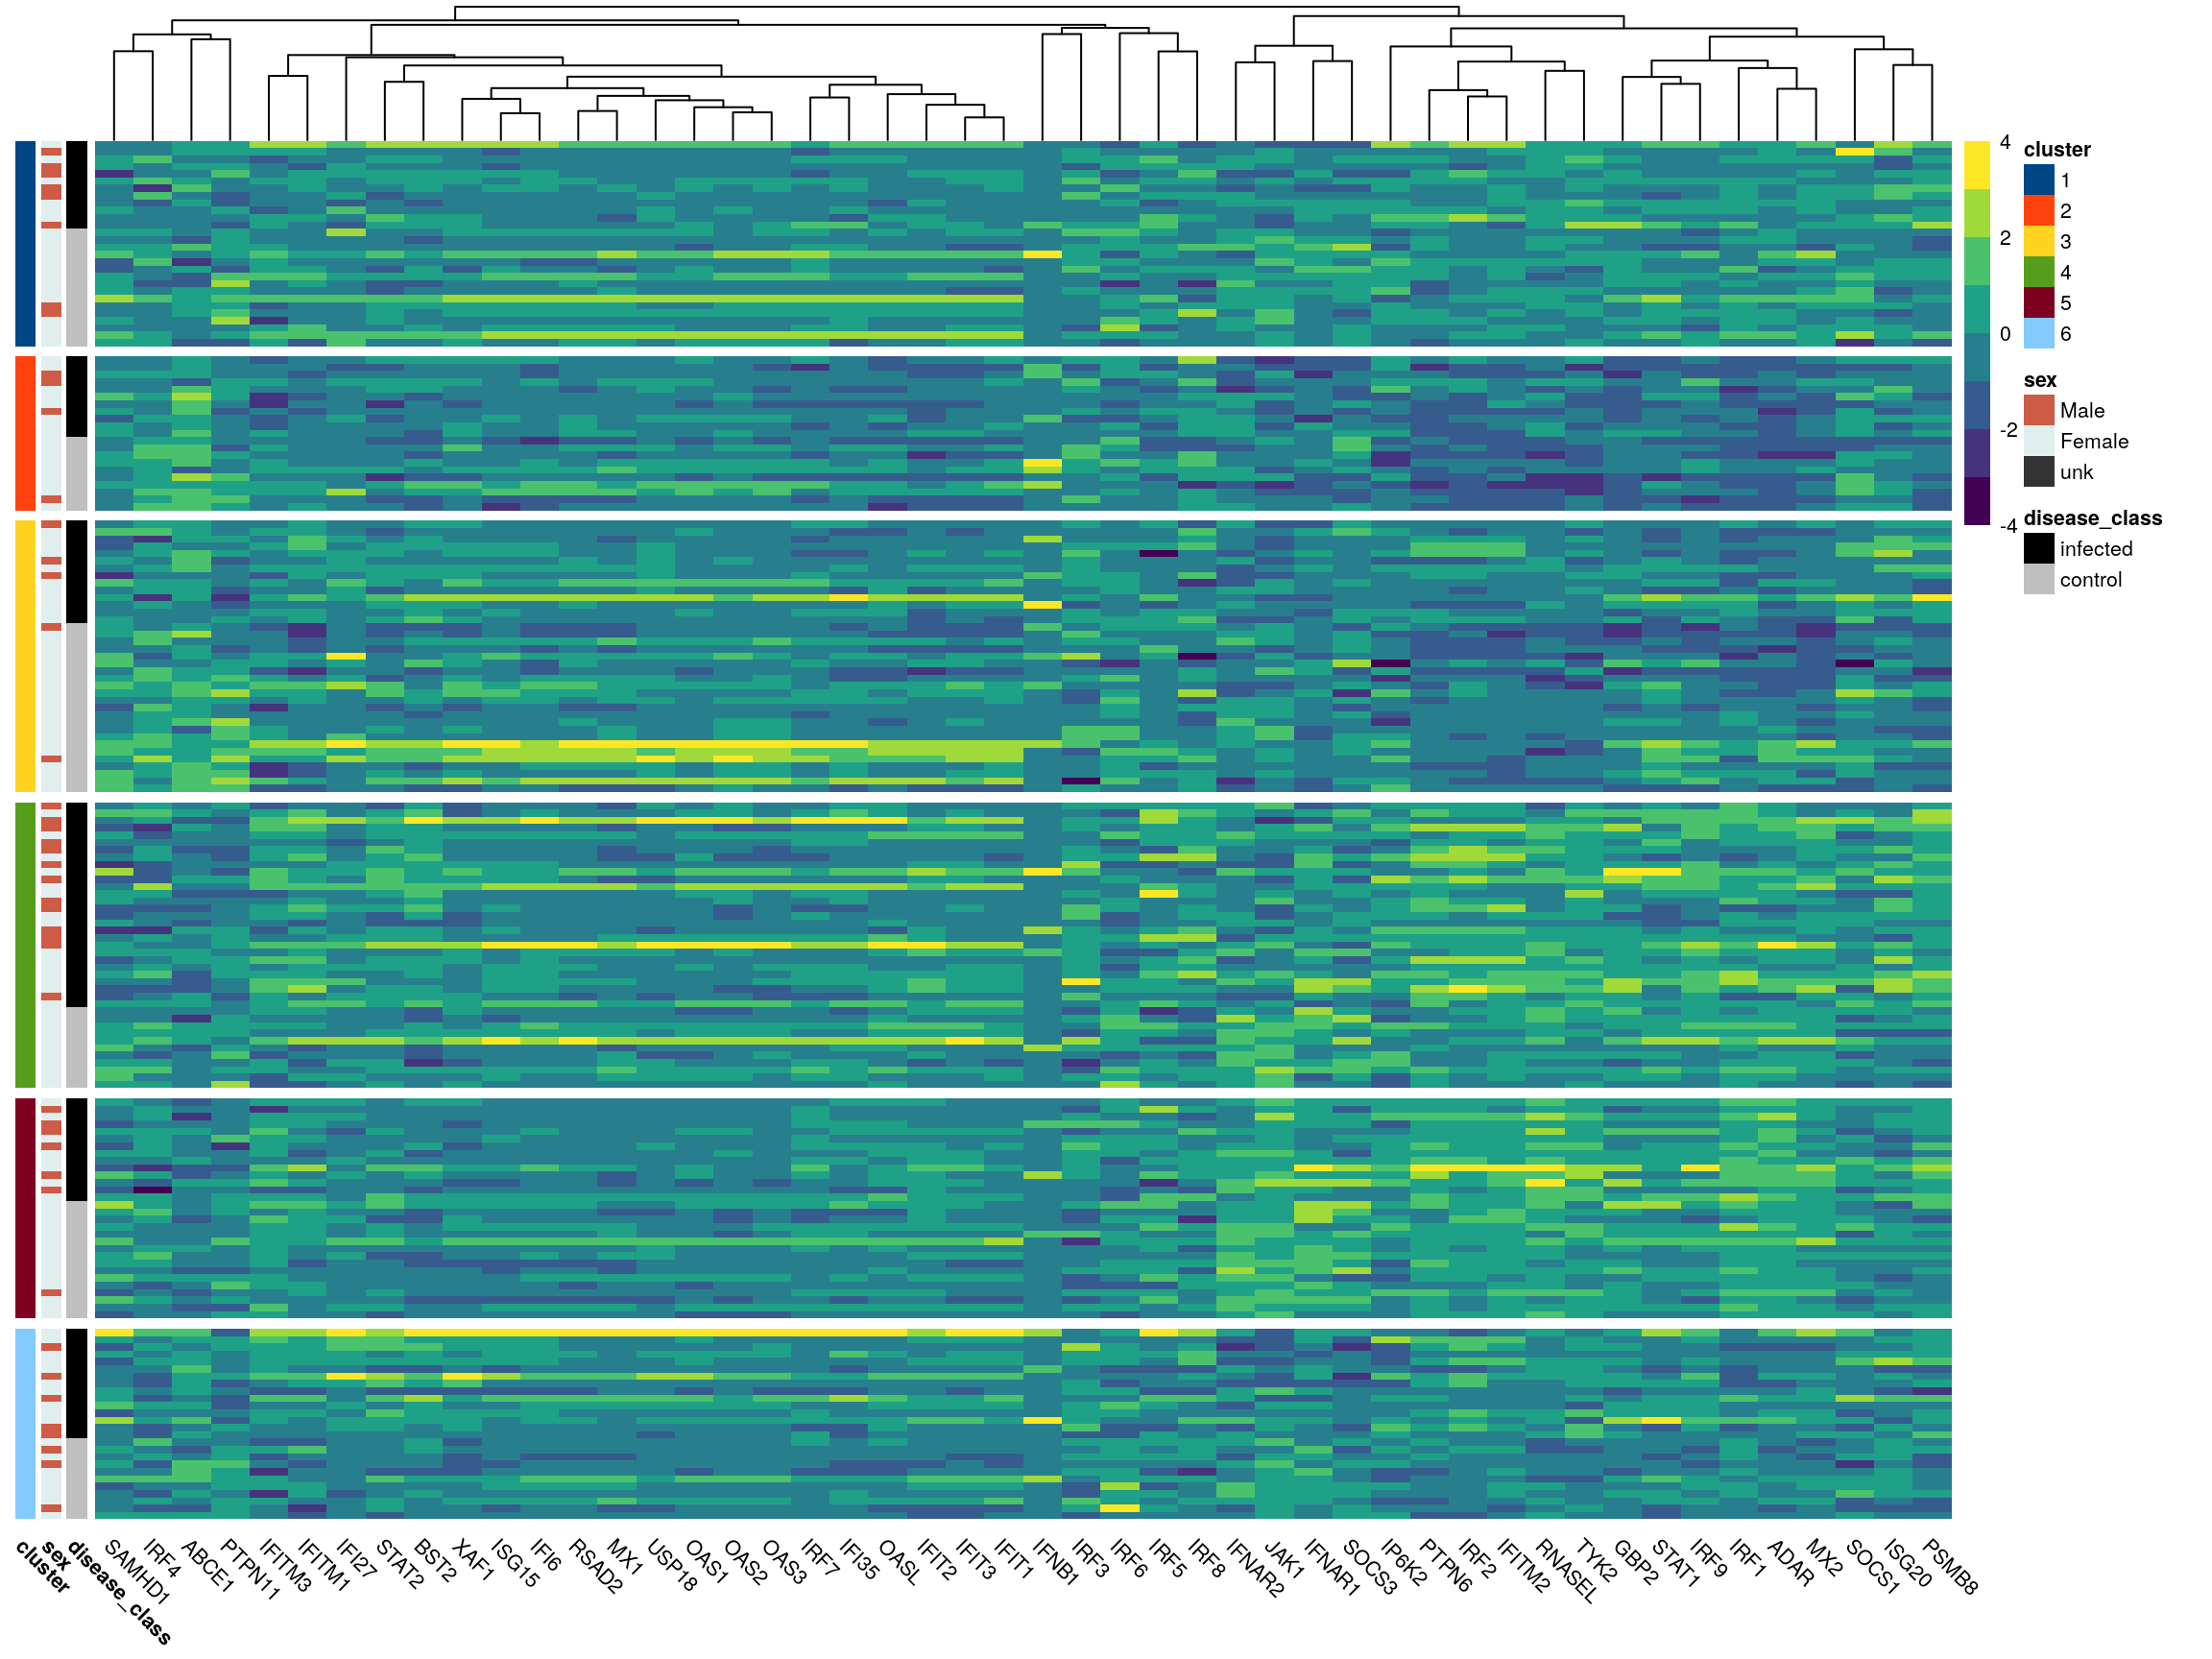 4
2
0
-2
-4
cluster
1
2
3
4
5
6
sex
Male
Female
unk
disease_class
infected
control
cluster
sex
disease_class
SAMHD1
IRF4
ABCE1
PTPN11
IFITM3
IFITM1
IFI27
STAT2
BST2
XAF1
ISG15
IFI6
RSAD2
MX1
USP18
OAS1
OAS2
OAS3
IRF7
IFI35
OASL
IFIT2
IFIT3
IFIT1
IFNB1
IRF3
IRF6
IRF5
IRF8
IFNAR2
JAK1
IFNAR1
SOCS3
IP6K2
PTPN6
IRF2
IFITM2
RNASEL
TYK2
GBP2
STAT1
IRF9
IRF1
ADAR
MX2
SOCS1
ISG20
PSMB8